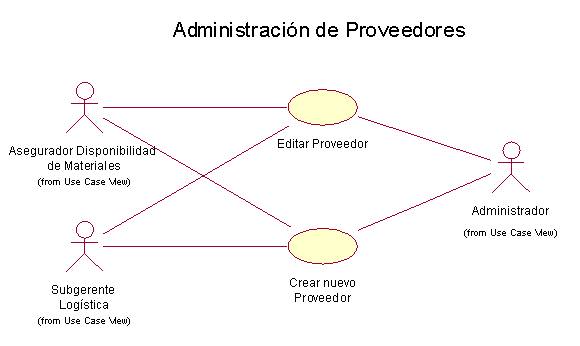 Administración de Proveedores
Asegurador Disponibilidad
de Materiales
(from Use Case View)
Editar Proveedor
Administrador
(from Use Case View)
Subgerente
Logística
(from Use Case View)
Crear nuevo
Proveedor